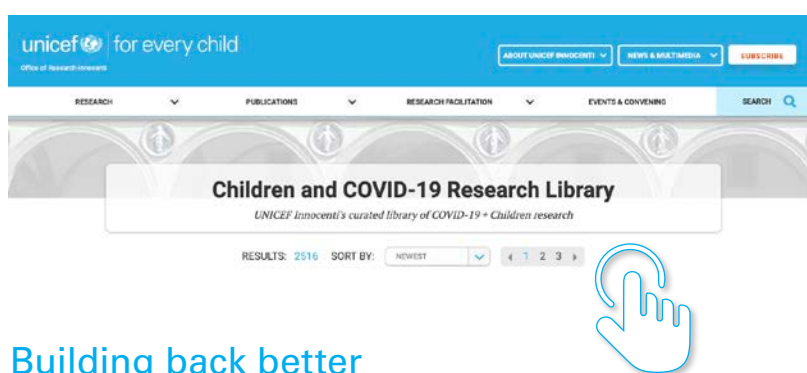 unicef for every child
Office of Research-Innocenti
ABOUT UNICEF INNOCENTI
NEWS & MULTIMEDIA
SUBSCRIBE
RESEARCH
PUBLICATIONS
RESEARCH FACILITATION
EVENTS & CONVENING
SEARCH
Children and COVID-19 Research Library
UNICEF Innocenti's curated library of COVID-19 + Children research
RESULTS: 2516 SORT BY: NEWEST 1 2 3
Building back better